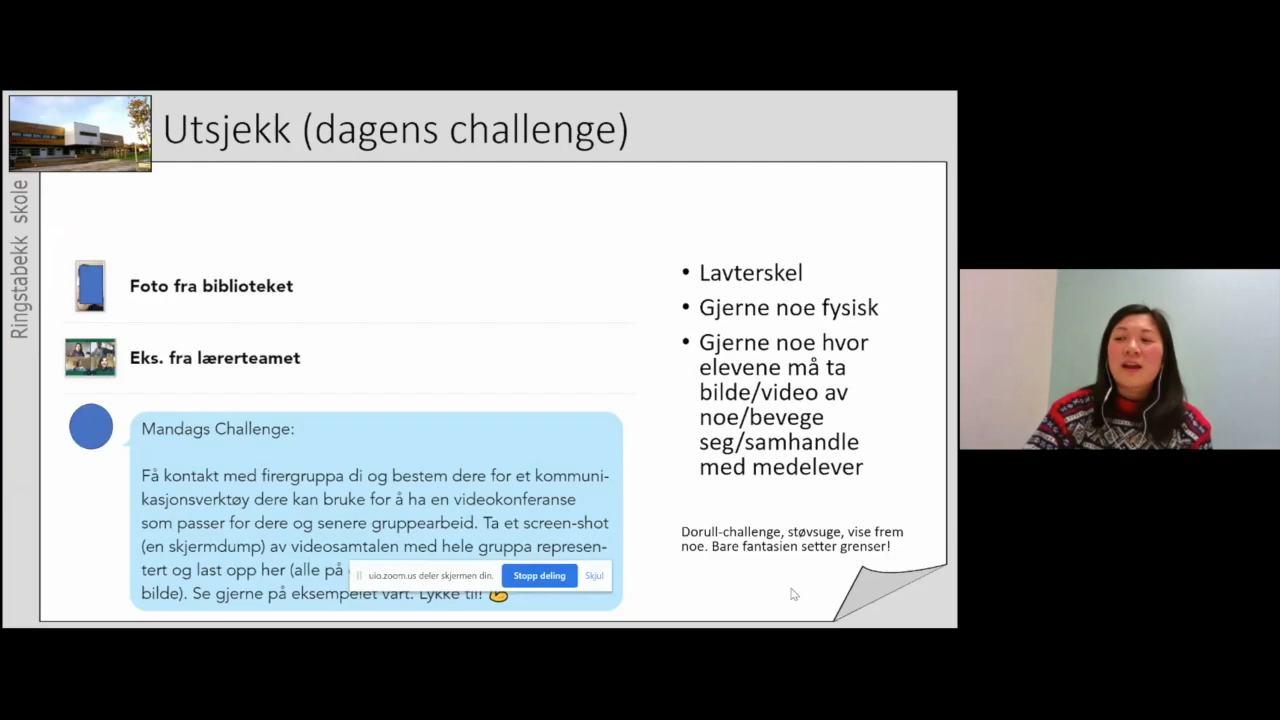 Utsjekk (dagens challenge)
Ringstabekk skole
Foto fra biblioteket
Eks. fra lærerteamet
Mandags Challenge:
Få kontakt med firergruppa di og bestem dere for et kommuni-
kasjonsverktøy dere kan bruke for å ha en videokonferanse
som passer for dere og senere gruppearbeid. Ta et screen-shot
(en skjermdump) av videosamtalen med hele gruppa represen-
tert og last opp her (alle på
bilde). Se gjerne på eksempelet vårt. Lykke til!
uio.zoom.us deler skjermen din.
Stopp deling
Skjul
• Lavterskel
• Gjerne noe fysisk
• Gjerne noe hvor
elevene må ta
bilde/video av
noe/bevege
seg/samhandle
med medelever
Dorull-challenge, støvsuge, vise frem
noe. Bare fantasien setter grenser!